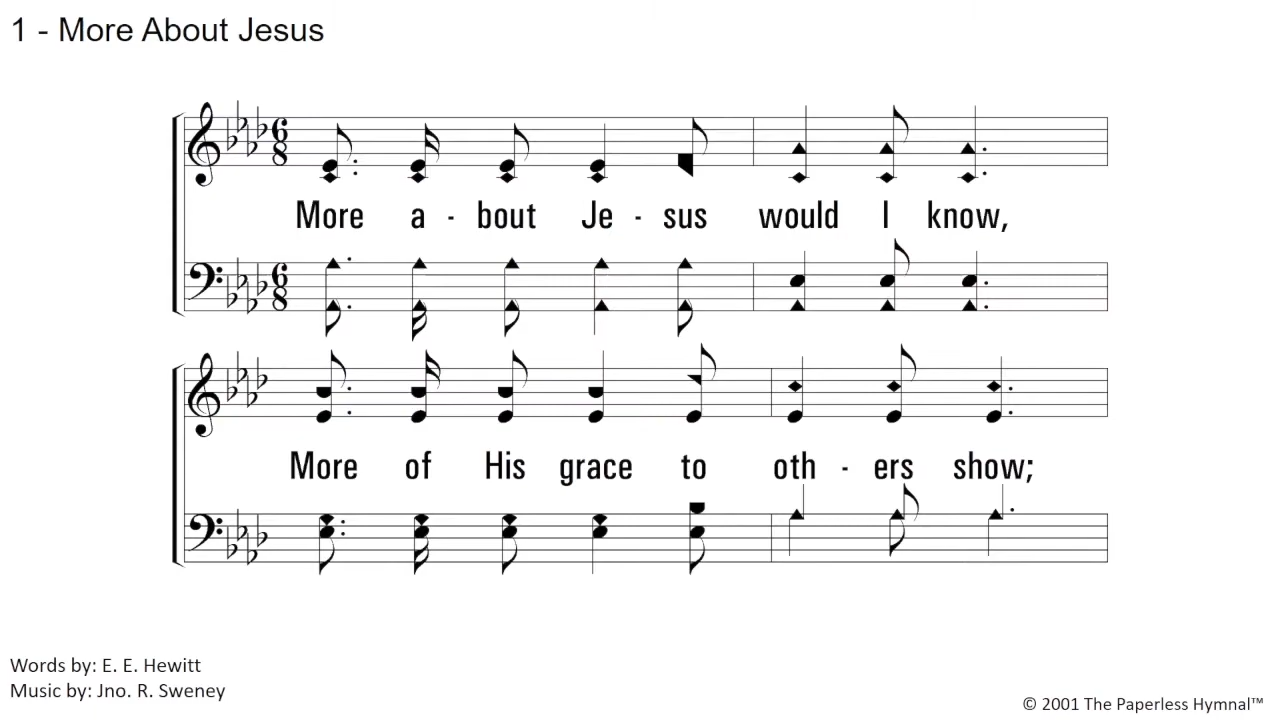 1 - More About Jesus
More a - bout Je - sus would I know,
More of His grace to oth - ers show;
Words by: E. E. Hewitt
Music by: Jno. R. Sweney
© 2001 The Paperless Hymnal™